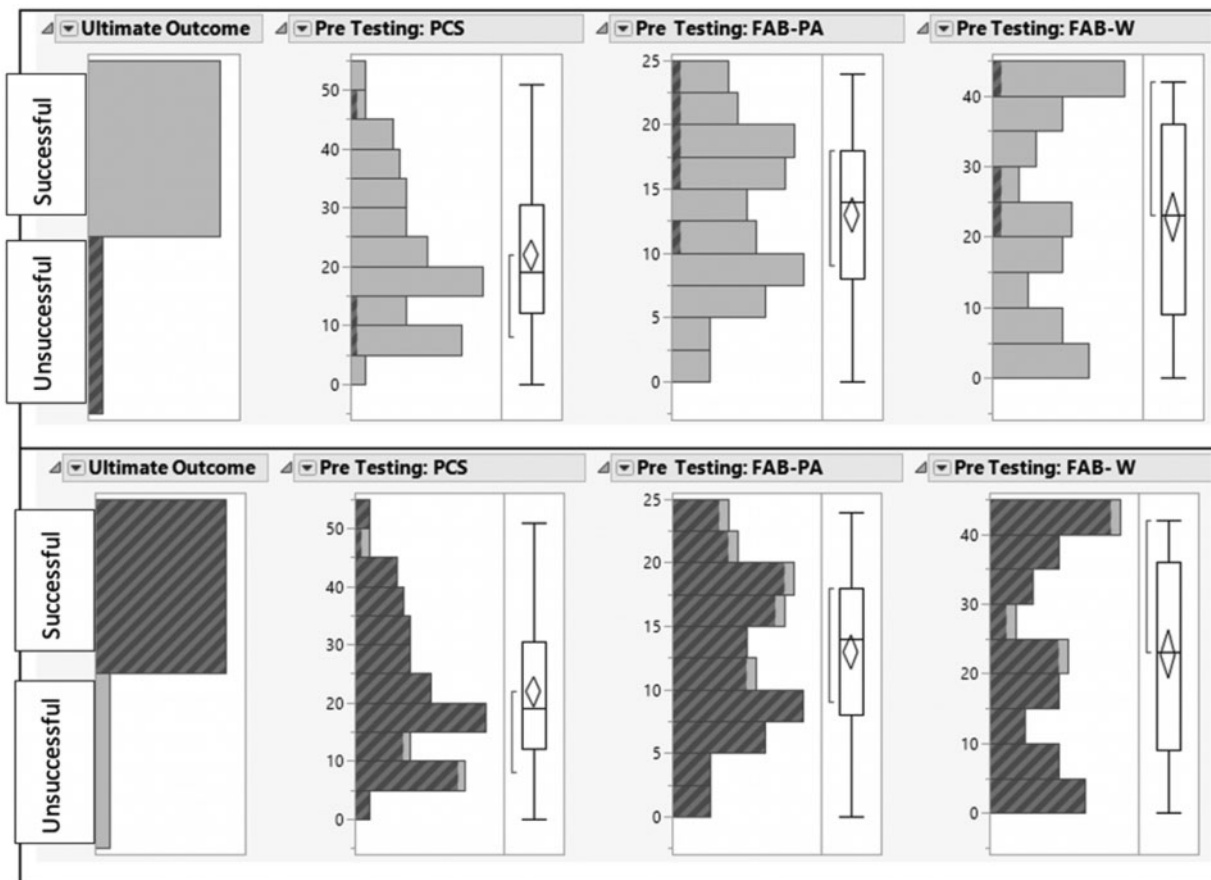 Ultimate Outcome
Pre Testing: PCS
Pre Testing: FAB-PA
Pre Testing: FAB-W
Successful
Unsuccessful
50
40
30
20
10
0
25
20
15
10
5
0
40
30
20
10
0
Ultimate Outcome
Pre Testing: PCS
Pre Testing: FAB-PA
Pre Testing: FAB- W
Successful
Unsuccessful
50
40
30
20
10
0
25
20
15
10
5
0
40
30
20
10
0